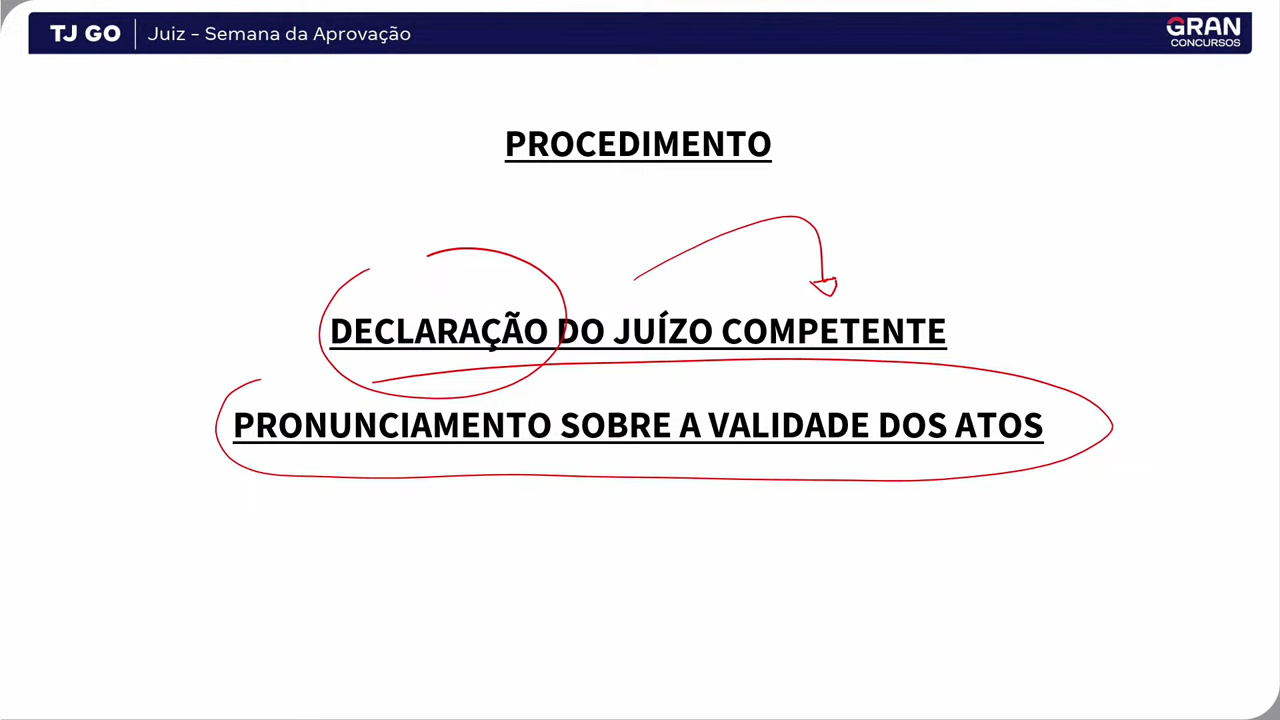 TJ GO | Juiz – Semana da Aprovação
GRAN
CONCURSOS
PROCEDIMENTO
DECLARAÇÃO DO JUÍZO COMPETENTE
PRONUNCIAMENTO SOBRE A VALIDADE DOS ATOS